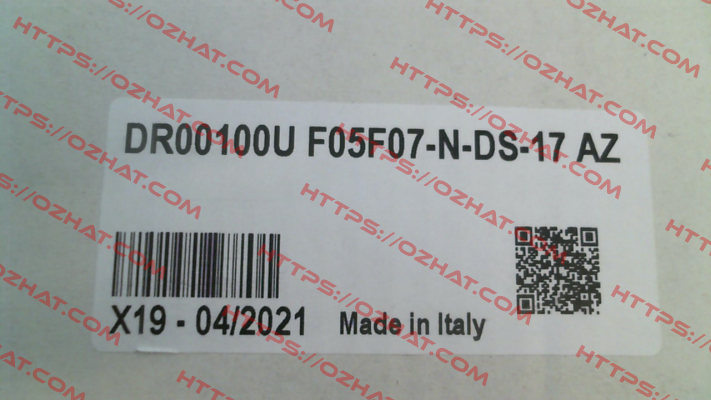 DR00100U F05F07-N-DS-17 AZ
X19 - 04/2021 Made in Italy
HTTPS://OZHAT.COM